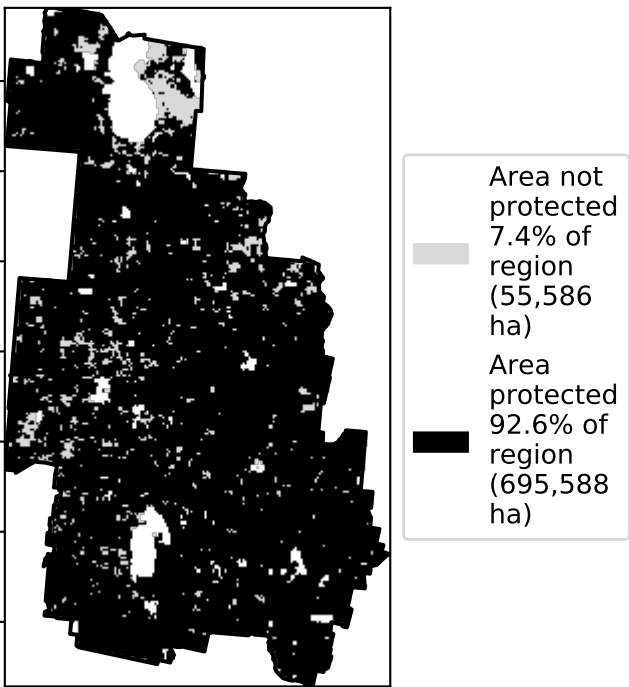 Area not
protected
7.4% of
region
(55,586
ha)
Area
protected
92.6% of
region
(695,588
ha)